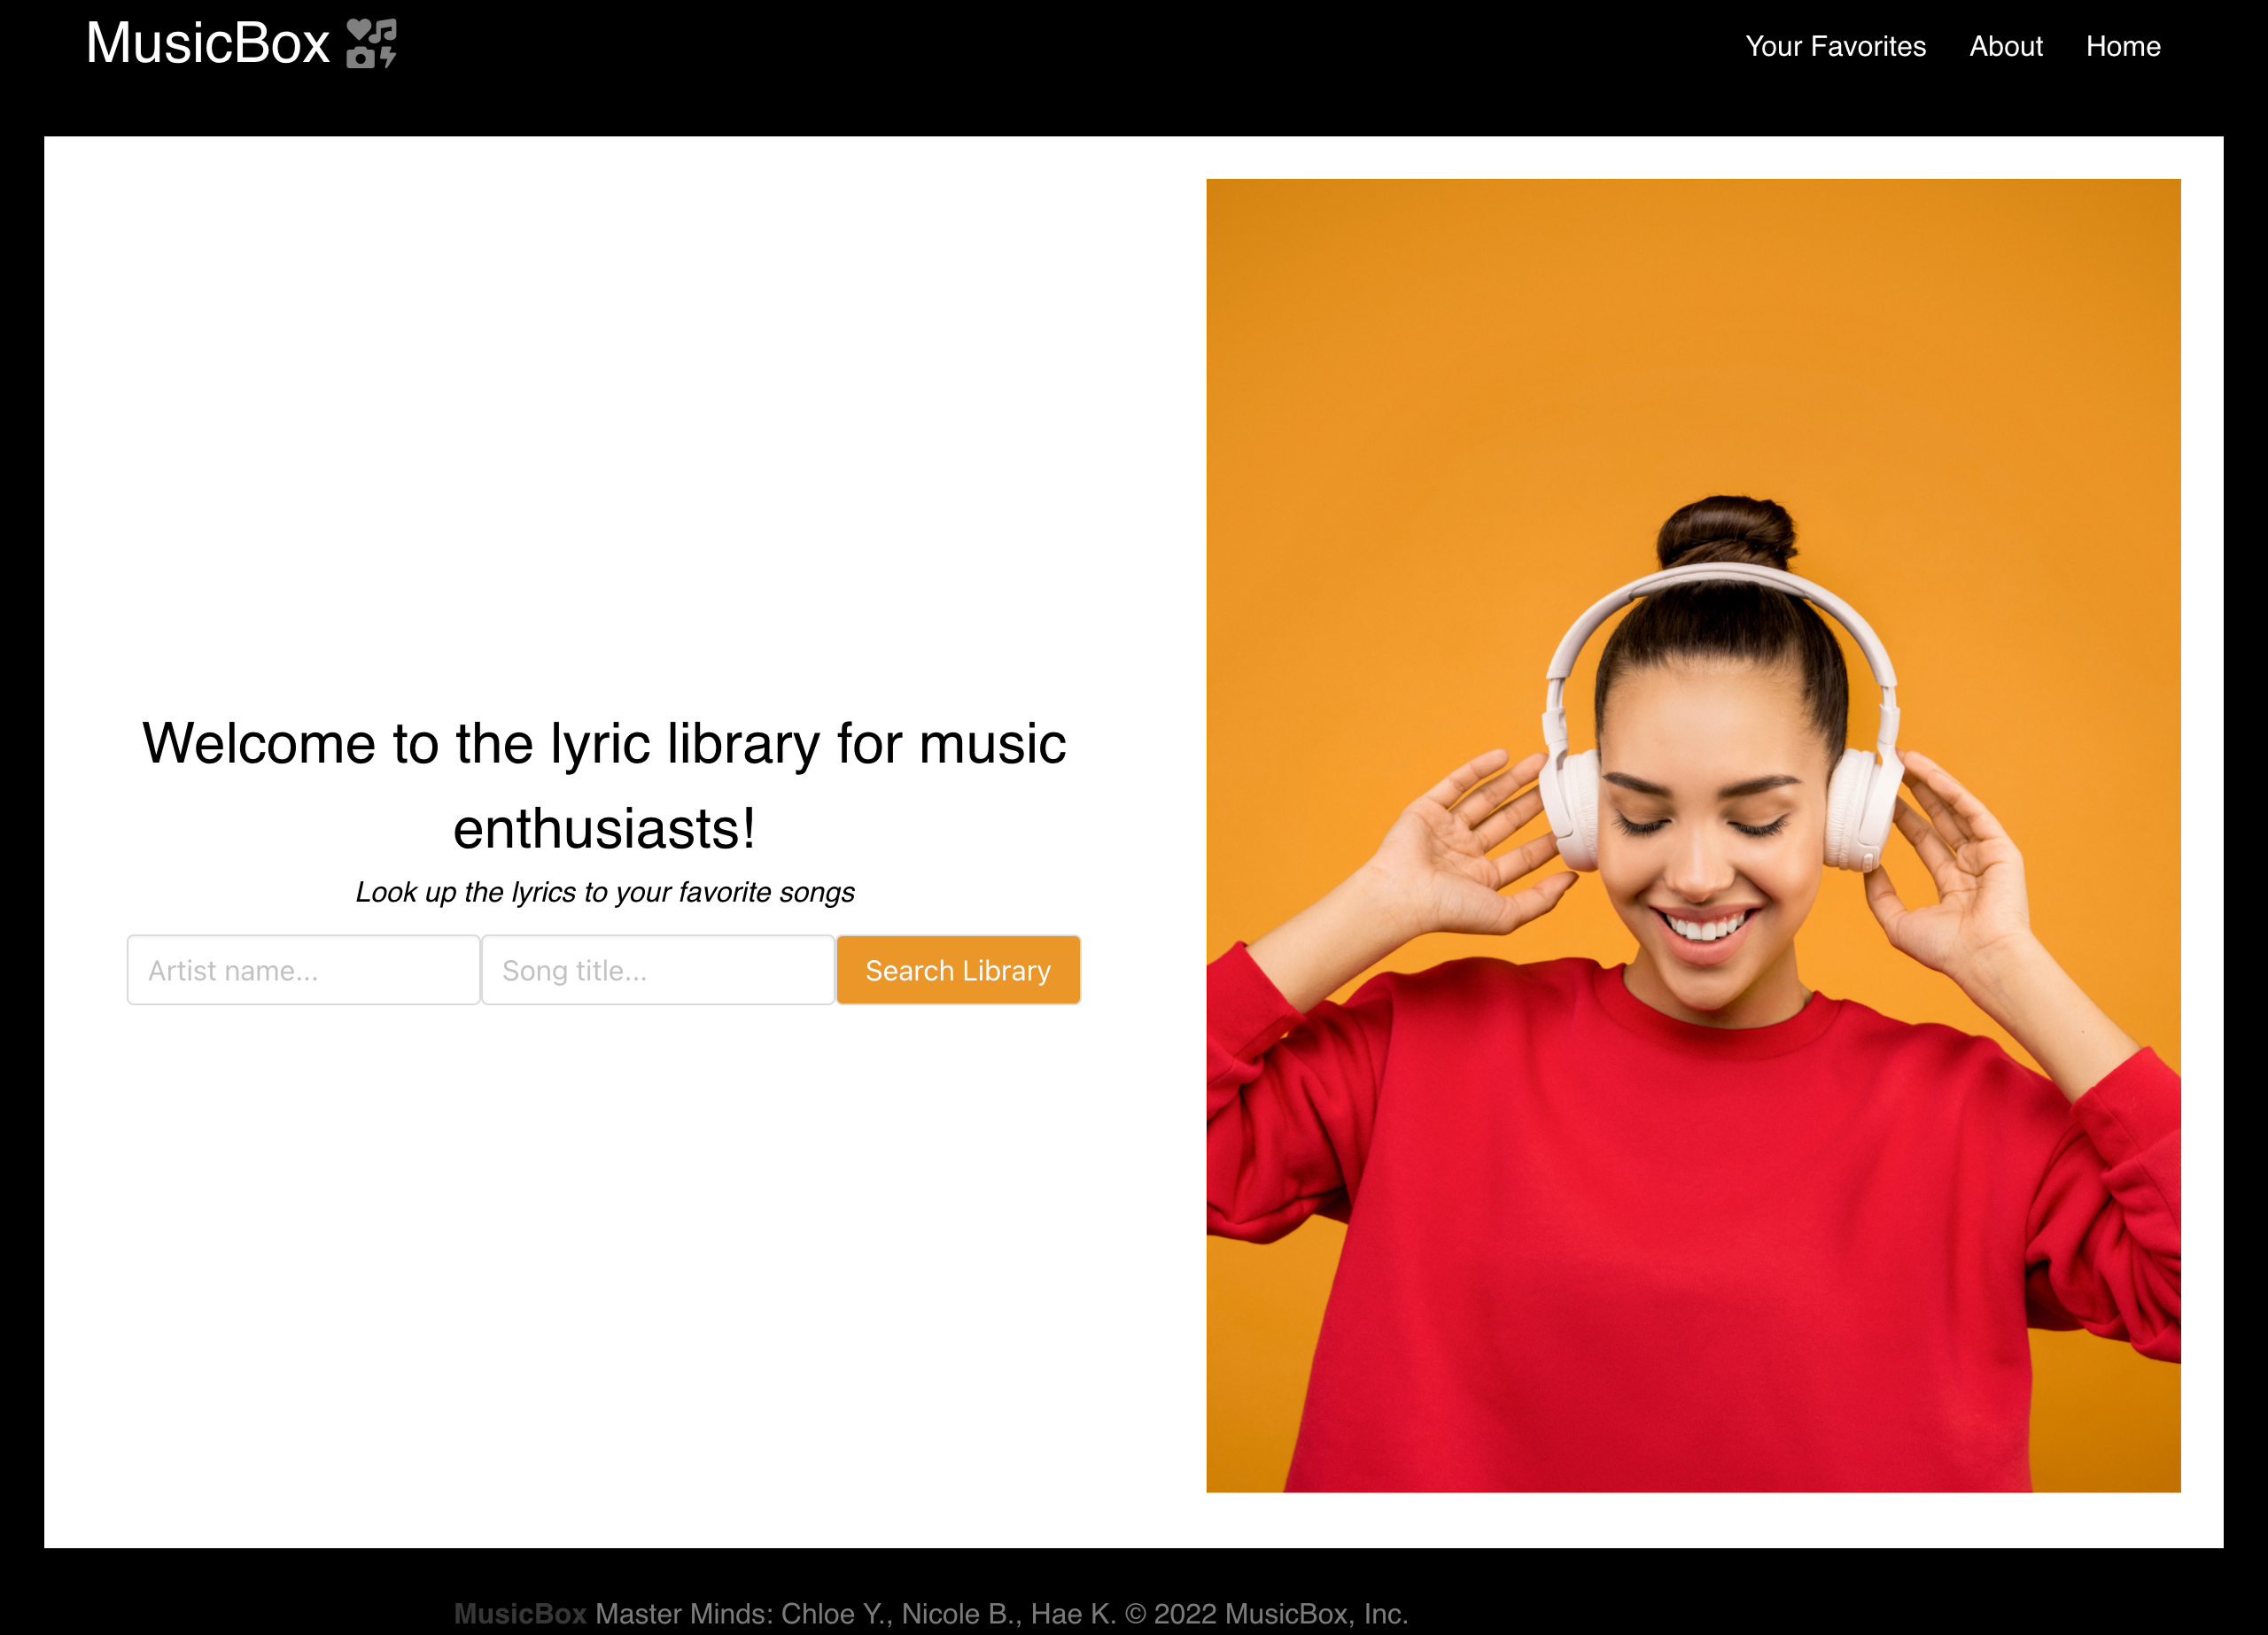 MusicBox
Your Favorites About Home
Welcome to the lyric library for music
enthusiasts!
Look up the lyrics to your favorite songs
Artist name... Song title... Search Library
MusicBox Master Minds: Chloe Y., Nicole B., Hae K. © 2022 MusicBox, Inc.